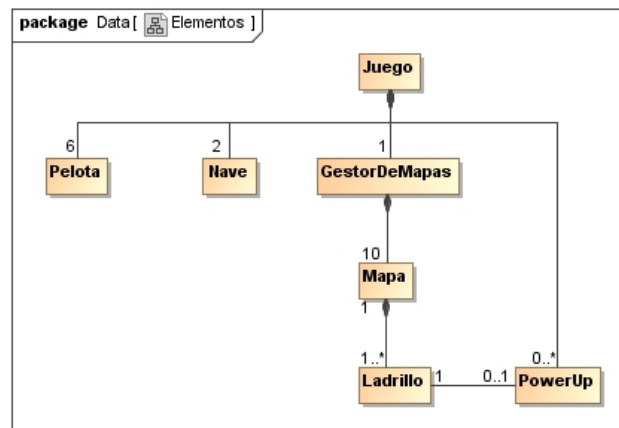 package Data [ Elementos ]
Juego
6 2 1
Pelota Nave GestorDeMapas
10
Mapa
1
1..* 0..*
Ladrillo 1 0..1 PowerUp